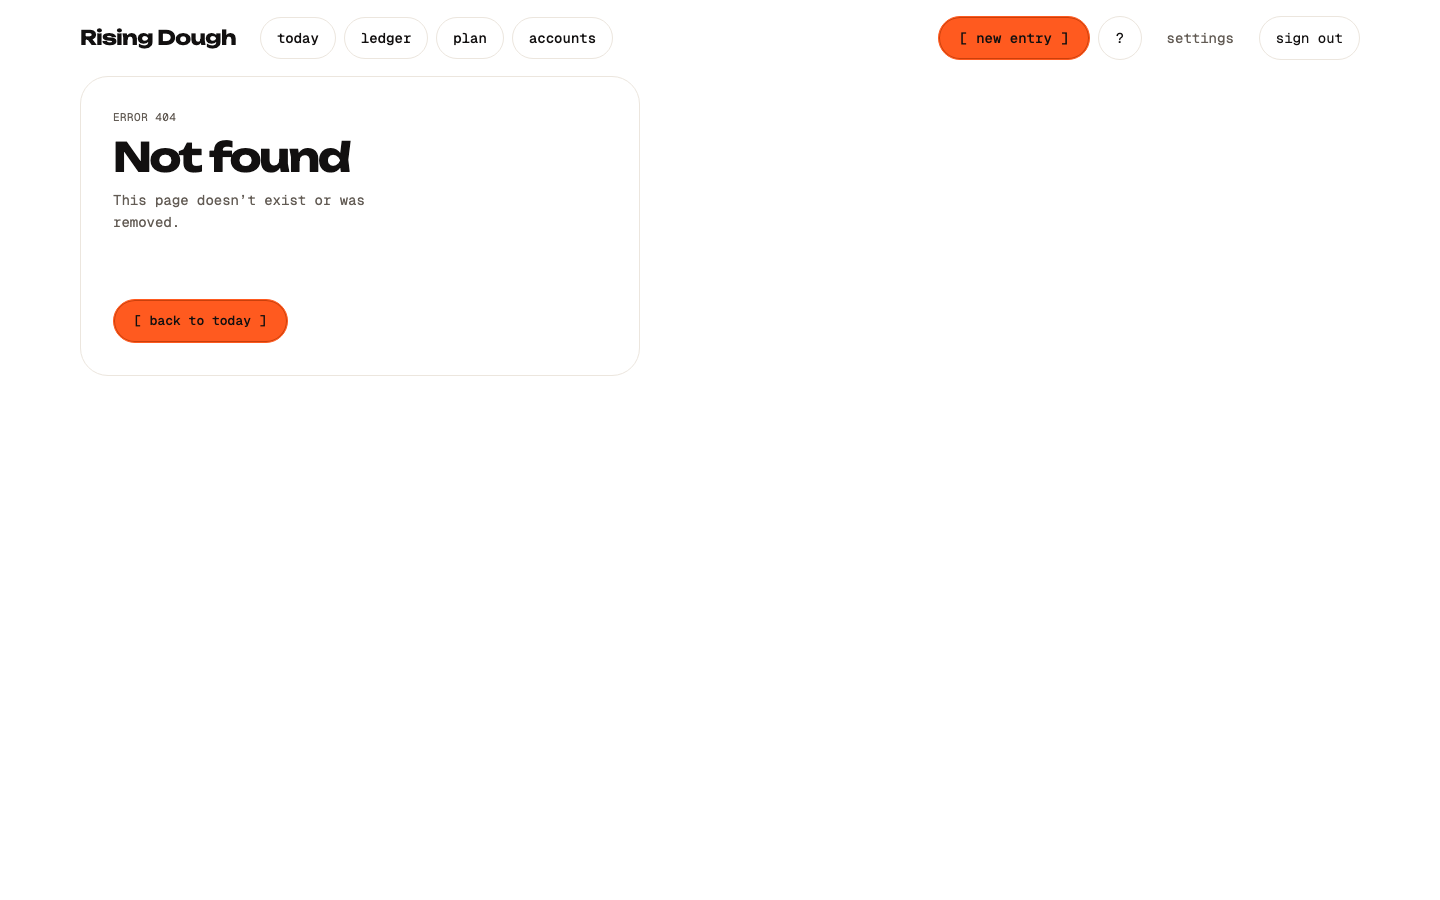 Rising Dough
today
ledger
plan
accounts
[ new entry ]
?
settings
sign out
ERROR 404
Not found
This page doesn’t exist or was
removed.
[ back to today ]